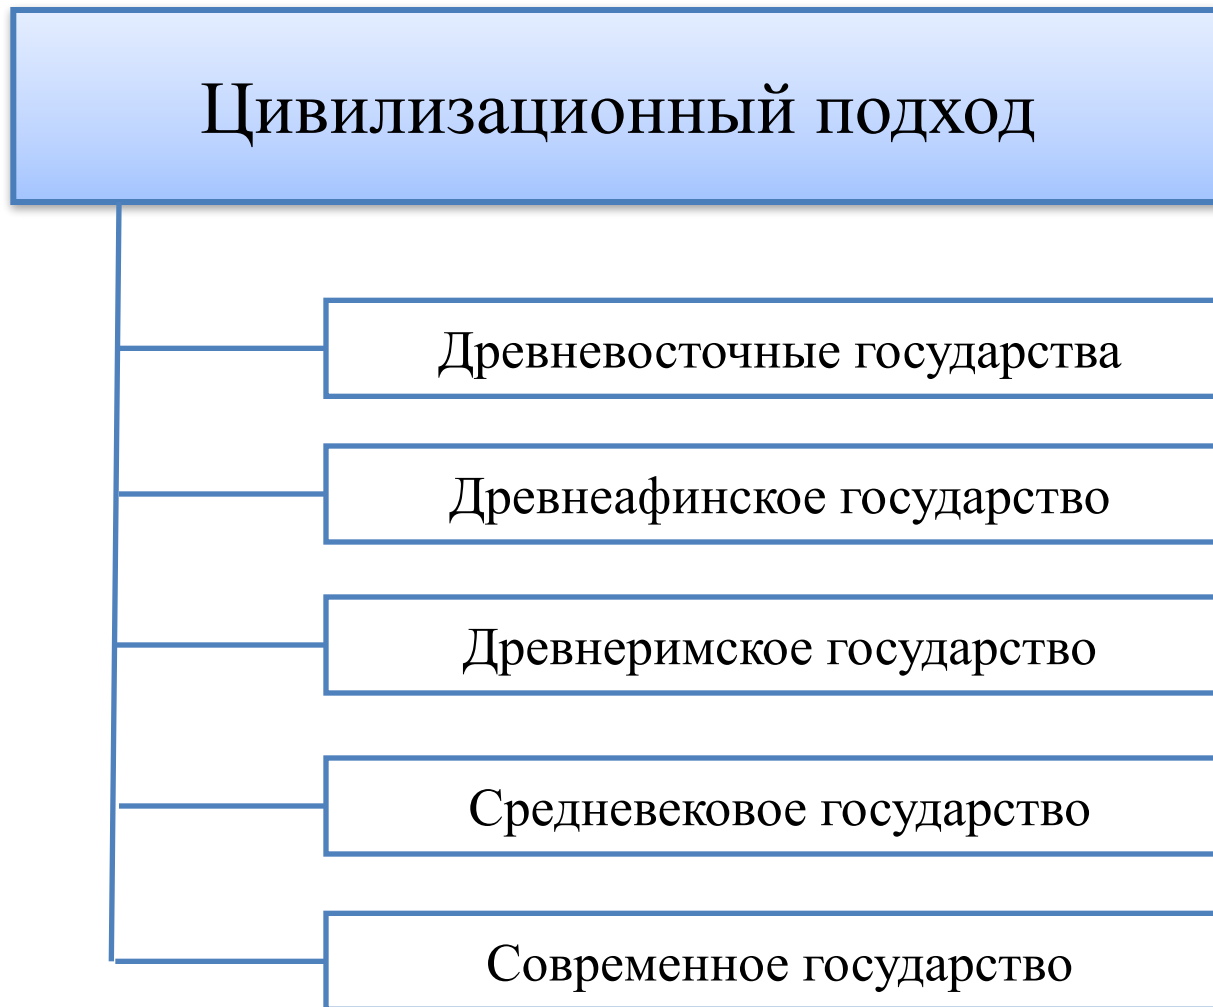 Цивилизационный подход
Древневосточные государства
Древнеафинское государство
Древнеримское государство
Средневековое государство
Современное государство